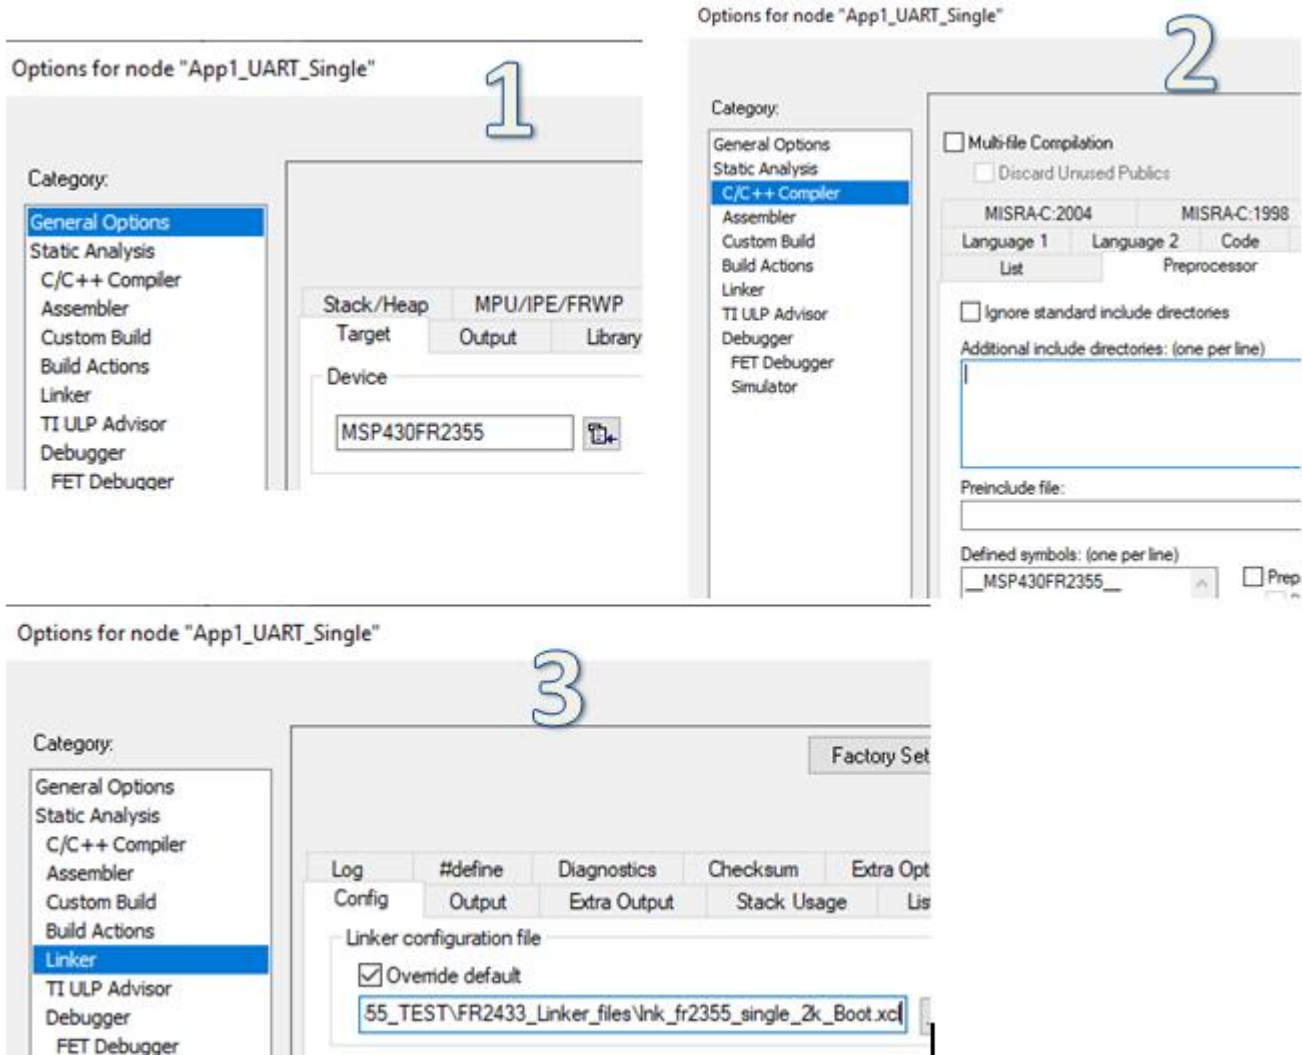 Options for node "App1_UART_Single"
1
Category:
General Options
Static Analysis
C/C++ Compiler
Assembler
Custom Build
Build Actions
Linker
TI ULP Advisor
Debugger
FET Debugger
Stack/Heap MPU/IPE/FRWP
Target Output Library
Device
MSP430FR2355
Options for node "App1_UART_Single"
2
Category:
General Options
Static Analysis
C/C++ Compiler
Assembler
Custom Build
Build Actions
Linker
TI ULP Advisor
Debugger
FET Debugger
Simulator
Multi-file Compilation
Discard Unused Publics
MISRA-C:2004 MISRA-C:1998
Language 1 Language 2 Code
List Preprocessor
Ignore standard include directories
Additional include directories: (one per line)
Preinclude file:
Defined symbols: (one per line)
__MSP430FR2355__
Prep
Options for node "App1_UART_Single"
3
Category:
General Options
Static Analysis
C/C++ Compiler
Assembler
Custom Build
Build Actions
Linker
TI ULP Advisor
Debugger
FET Debugger
Factory Set
Log #define Diagnostics Checksum Extra Opt
Config Output Extra Output Stack Usage Lis
Linker configuration file
Override default
55_TEST\FR2433_Linker_files\lnk_fr2355_single_2k_Boot.xcl